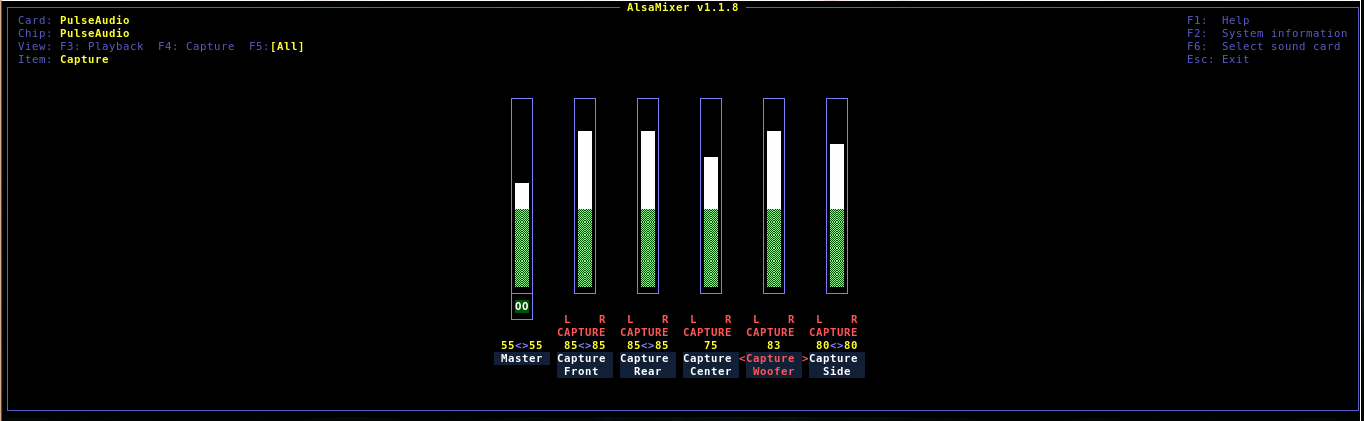 AlsaMixer v1.1.8
Card: PulseAudio F1: Help
Chip: PulseAudio F2: System information
View: F3: Playback F4: Capture F5:[All] F6: Select sound card
Item: Capture Esc: Exit
OO
L R L R L R L R L R
CAPTURE CAPTURE CAPTURE CAPTURE CAPTURE
55<>55 85<>85 85<>85 75 83 80<>80
Master Capture Capture Capture <Capture > Capture
Front Rear Center Woofer Side